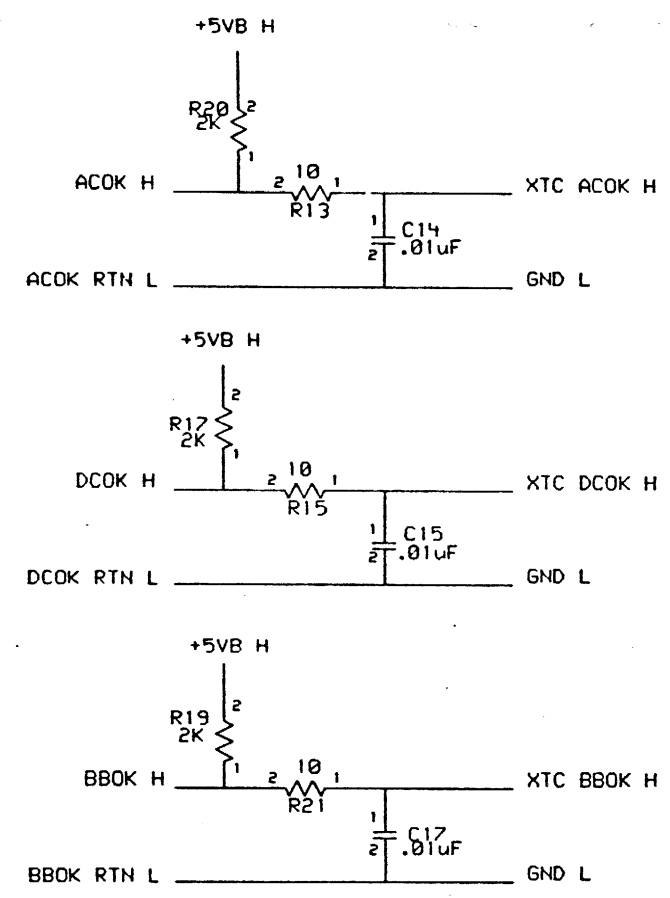 +5VB H
R20 2
2K
1
ACOK H 2 10 1 XTC ACOK H
R13
1 C14
2 .01uF
ACOK RTN L GND L
+5VB H
2
R17
2K
1
DCOK H 2 10 1 XTC DCOK H
R15
1 C15
2 .01uF
DCOK RTN L GND L
+5VB H
2
R19
2K
1
BBOK H 2 10 1 XTC BBOK H
R21
1
C17
2 .01uF
BBOK RTN L GND L